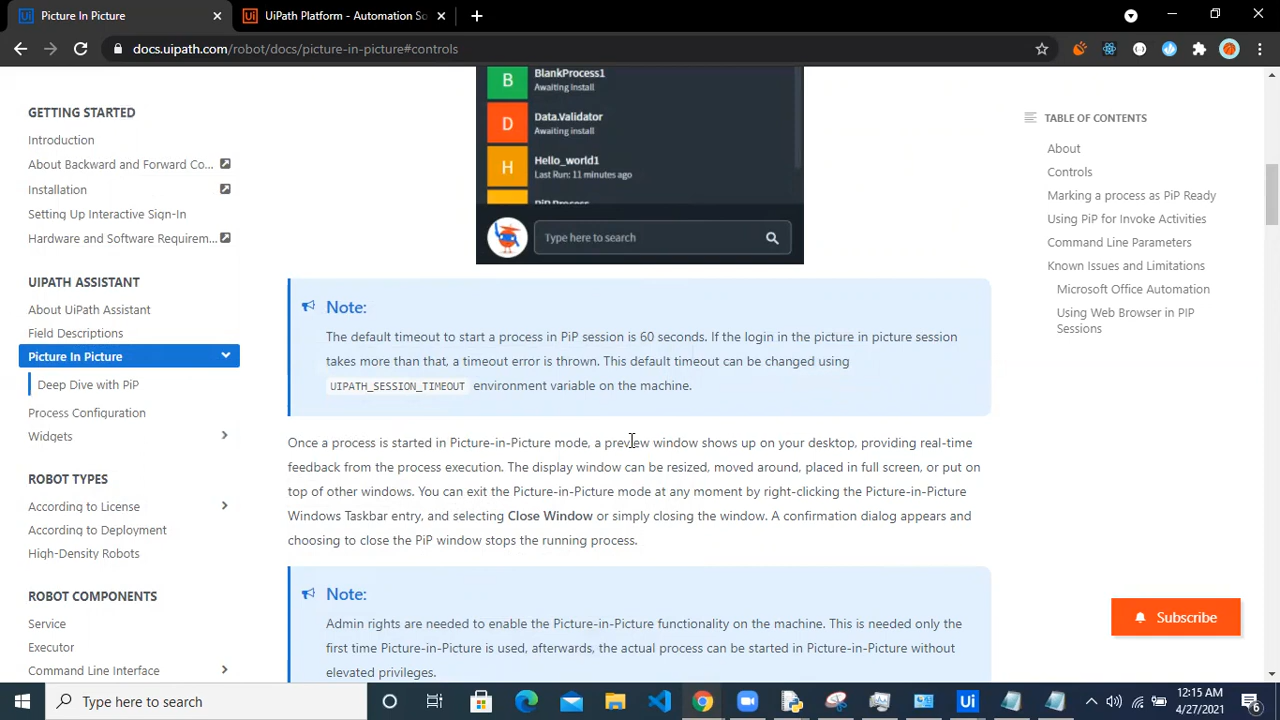 Picture In Picture
UiPath Platform - Automation So
docs.uipath.com/robot/docs/picture-in-picture#controls
GETTING STARTED
Introduction
About Backward and Forward Co...
Installation
Setting Up Interactive Sign-In
Hardware and Software Requirem...
UIPATH ASSISTANT
About UiPath Assistant
Field Descriptions
Picture In Picture
Deep Dive with PiP
Process Configuration
Widgets
ROBOT TYPES
According to License
According to Deployment
High-Density Robots
ROBOT COMPONENTS
Service
Executor
Command Line Interface
B
BlankProcess1
Awaiting install
D
Data.Validator
Awaiting install
H
Hello_world1
Last Run: 11 minutes ago
PiP.Process
Type here to search
Note:
The default timeout to start a process in PiP session is 60 seconds. If the login in the picture in picture session
takes more than that, a timeout error is thrown. This default timeout can be changed using
UIPATH_SESSION_TIMEOUT environment variable on the machine.
Once a process is started in Picture-in-Picture mode, a preview window shows up on your desktop, providing real-time
feedback from the process execution. The display window can be resized, moved around, placed in full screen, or put on
top of other windows. You can exit the Picture-in-Picture mode at any moment by right-clicking the Picture-in-Picture
Windows Taskbar entry, and selecting Close Window or simply closing the window. A confirmation dialog appears and
choosing to close the PiP window stops the running process.
Note:
Admin rights are needed to enable the Picture-in-Picture functionality on the machine. This is needed only the
first time Picture-in-Picture is used, afterwards, the actual process can be started in Picture-in-Picture without
elevated privileges.
TABLE OF CONTENTS
About
Controls
Marking a process as PiP Ready
Using PiP for Invoke Activities
Command Line Parameters
Known Issues and Limitations
Microsoft Office Automation
Using Web Browser in PiP
Sessions
Subscribe
Type here to search
12:15 AM
4/27/2021
6